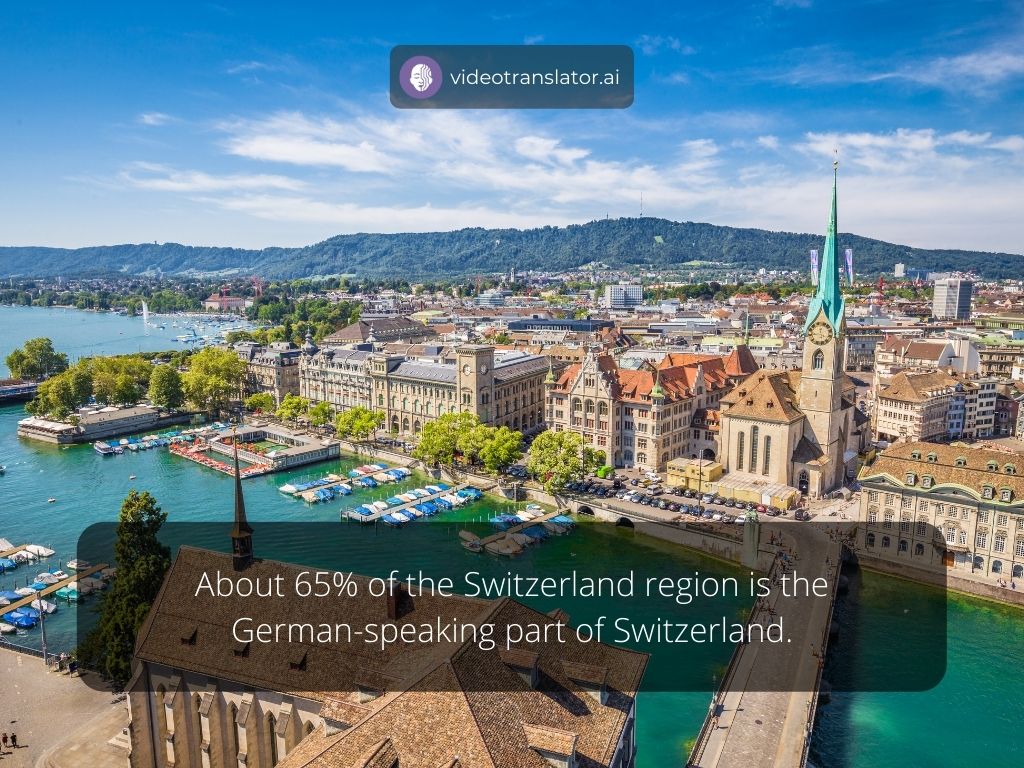 videotranslator.ai
About 65% of the Switzerland region is the
German-speaking part of Switzerland.